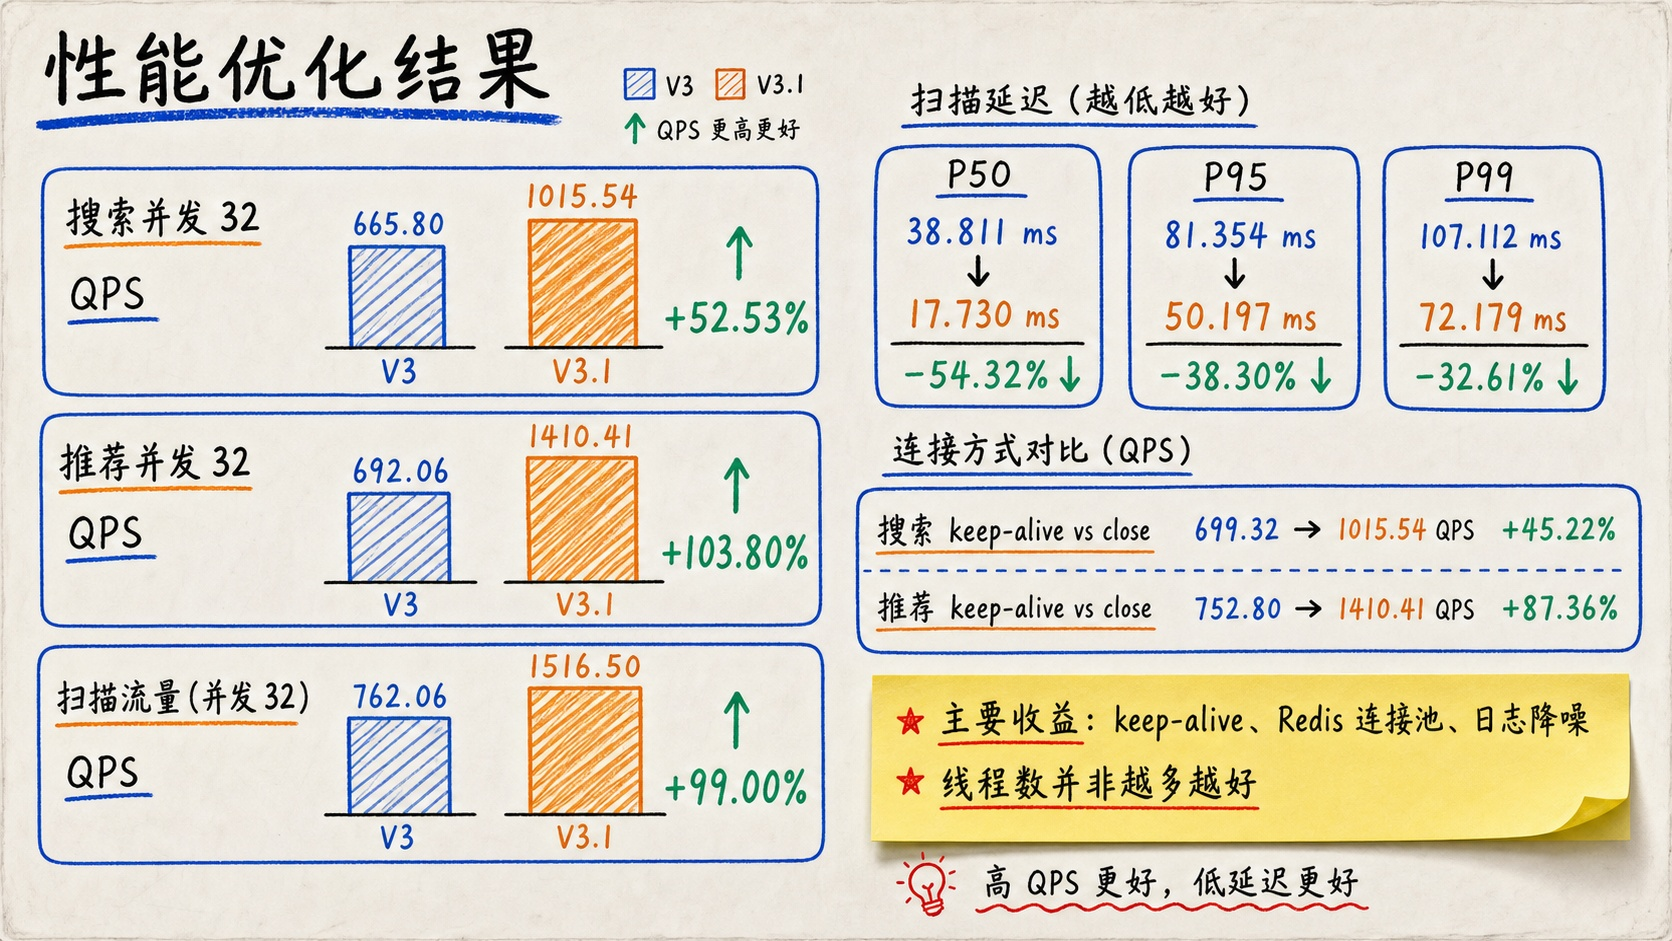 性能优化结果
V3 V3.1
QPS 更高更好
搜索并发 32
QPS
665.80
1015.54
+52.53%
V3
V3.1
推荐并发 32
QPS
692.06
1410.41
+103.80%
V3
V3.1
扫描流量(并发 32)
QPS
762.06
1516.50
+99.00%
V3
V3.1
扫描延迟（越低越好）
P50
38.811 ms
↓
17.730 ms
-54.32% ↓
P95
81.354 ms
↓
50.197 ms
-38.30% ↓
P99
107.112 ms
↓
72.179 ms
-32.61% ↓
连接方式对比（QPS）
搜索 keep-alive vs close 699.32 → 1015.54 QPS +45.22%
推荐 keep-alive vs close 752.80 → 1410.41 QPS +87.36%
主要收益：keep-alive、Redis 连接池、日志降噪
线程数并非越多越好
高 QPS 更好，低延迟更好